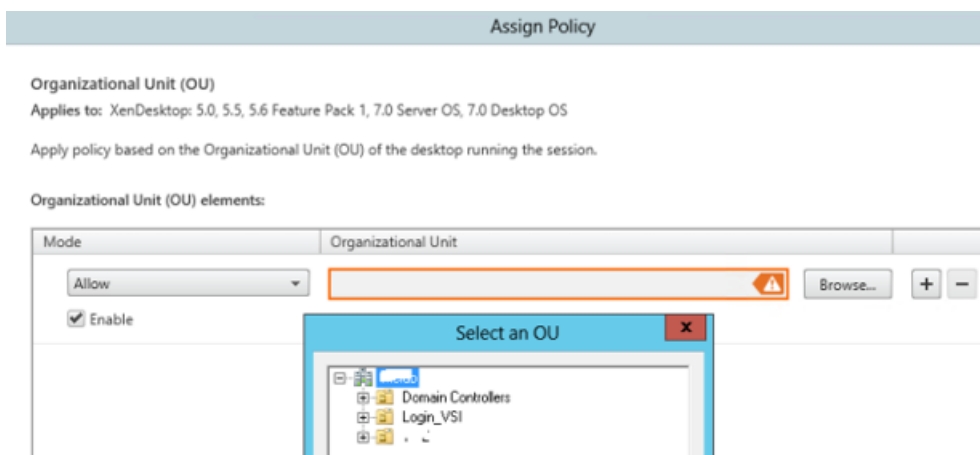 Assign Policy
Organizational Unit (OU)
Applies to: XenDesktop: 5.0, 5.5, 5.6 Feature Pack 1, 7.0 Server OS, 7.0 Desktop OS
Apply policy based on the Organizational Unit (OU) of the desktop running the session.
Organizational Unit (OU) elements:
Mode Organizational Unit
Allow Browse... + −
Enable
Select an OU x
Domain Controllers
Login_VSI